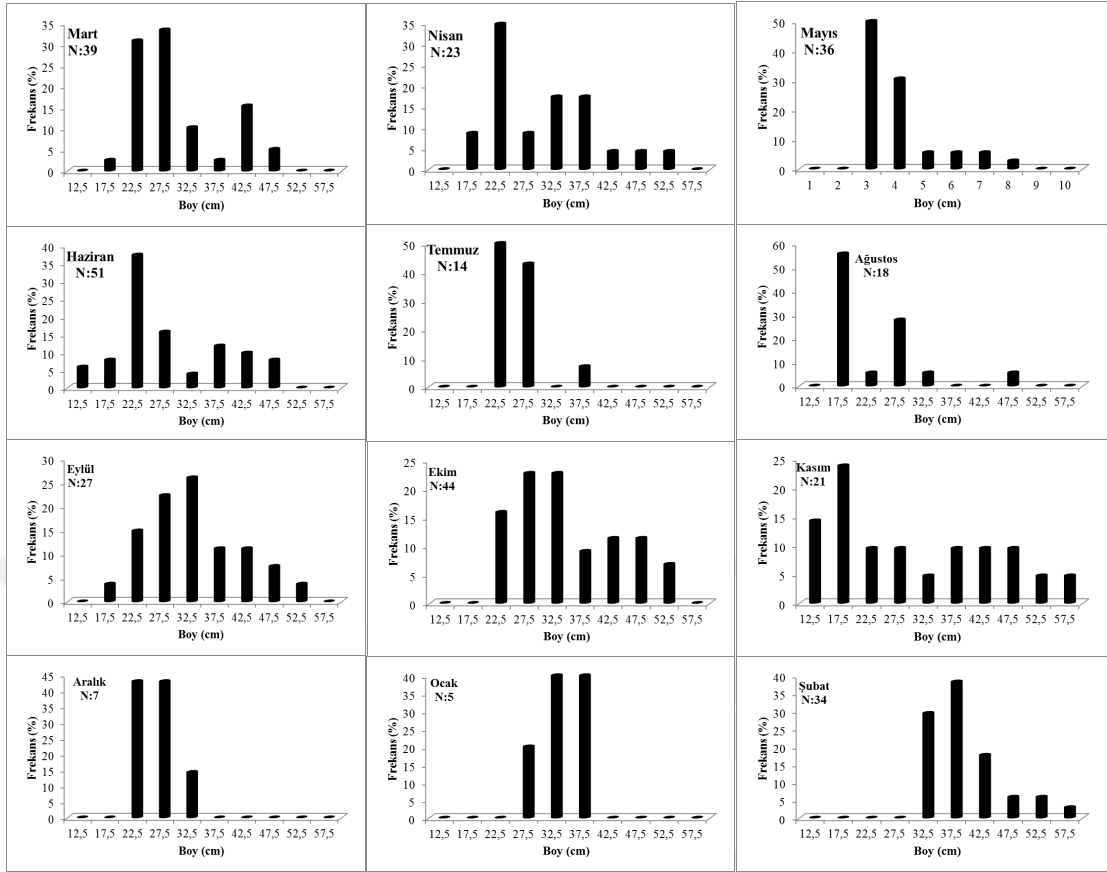 Mart
N:39
Frekans (%)
35
30
25
20
15
10
5
0
12,5 17,5 22,5 27,5 32,5 37,5 42,5 47,5 52,5 57,5
Boy (cm)
Nisan
N:23
Frekans (%)
35
30
25
20
15
10
5
0
12,5 17,5 22,5 27,5 32,5 37,5 42,5 47,5 52,5 57,5
Boy (cm)
Mayıs
N:36
Frekans (%)
50
40
30
20
10
0
1 2 3 4 5 6 7 8 9 10
Boy (cm)
Haziran
N:51
Frekans (%)
40
35
30
25
20
15
10
5
0
12,5 17,5 22,5 27,5 32,5 37,5 42,5 47,5 52,5 57,5
Boy (cm)
Temmuz
N:14
Frekans (%)
50
40
30
20
10
0
12,5 17,5 22,5 27,5 32,5 37,5 42,5 47,5 52,5 57,5
Boy (cm)
Ağustos
N:18
Frekans (%)
60
50
40
30
20
10
0
12,5 17,5 22,5 27,5 32,5 37,5 42,5 47,5 52,5 57,5
Boy (cm)
Eylül
N:27
Frekans (%)
30
25
20
15
10
5
0
12,5 17,5 22,5 27,5 32,5 37,5 42,5 47,5 52,5 57,5
Boy (cm)
Ekim
N:44
Frekans (%)
25
20
15
10
5
0
12,5 17,5 22,5 27,5 32,5 37,5 42,5 47,5 52,5 57,5
Boy (cm)
Kasım
N:21
Frekans (%)
25
20
15
10
5
0
12,5 17,5 22,5 27,5 32,5 37,5 42,5 47,5 52,5 57,5
Boy (cm)
Aralık
N:7
Frekans (%)
45
40
35
30
25
20
15
10
5
0
12,5 17,5 22,5 27,5 32,5 37,5 42,5 47,5 52,5 57,5
Boy (cm)
Ocak
N:5
Frekans (%)
40
35
30
25
20
15
10
5
0
12,5 17,5 22,5 27,5 32,5 37,5 42,5 47,5 52,5 57,5
Boy (cm)
Şubat
N:34
Frekans (%)
40
35
30
25
20
15
10
5
0
12,5 17,5 22,5 27,5 32,5 37,5 42,5 47,5 52,5 57,5
Boy (cm)